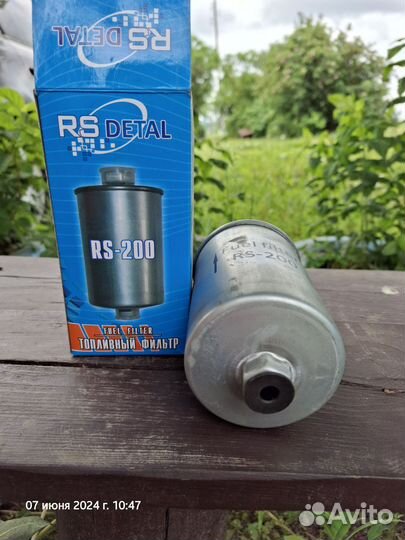 RS DETAL
RS DETAL
RS-200
FUEL FILTER
ТОПЛИВНЫЙ ФИЛЬТР
Fuel filter
RS-200
07 июня 2024 г. 10:47
Avito